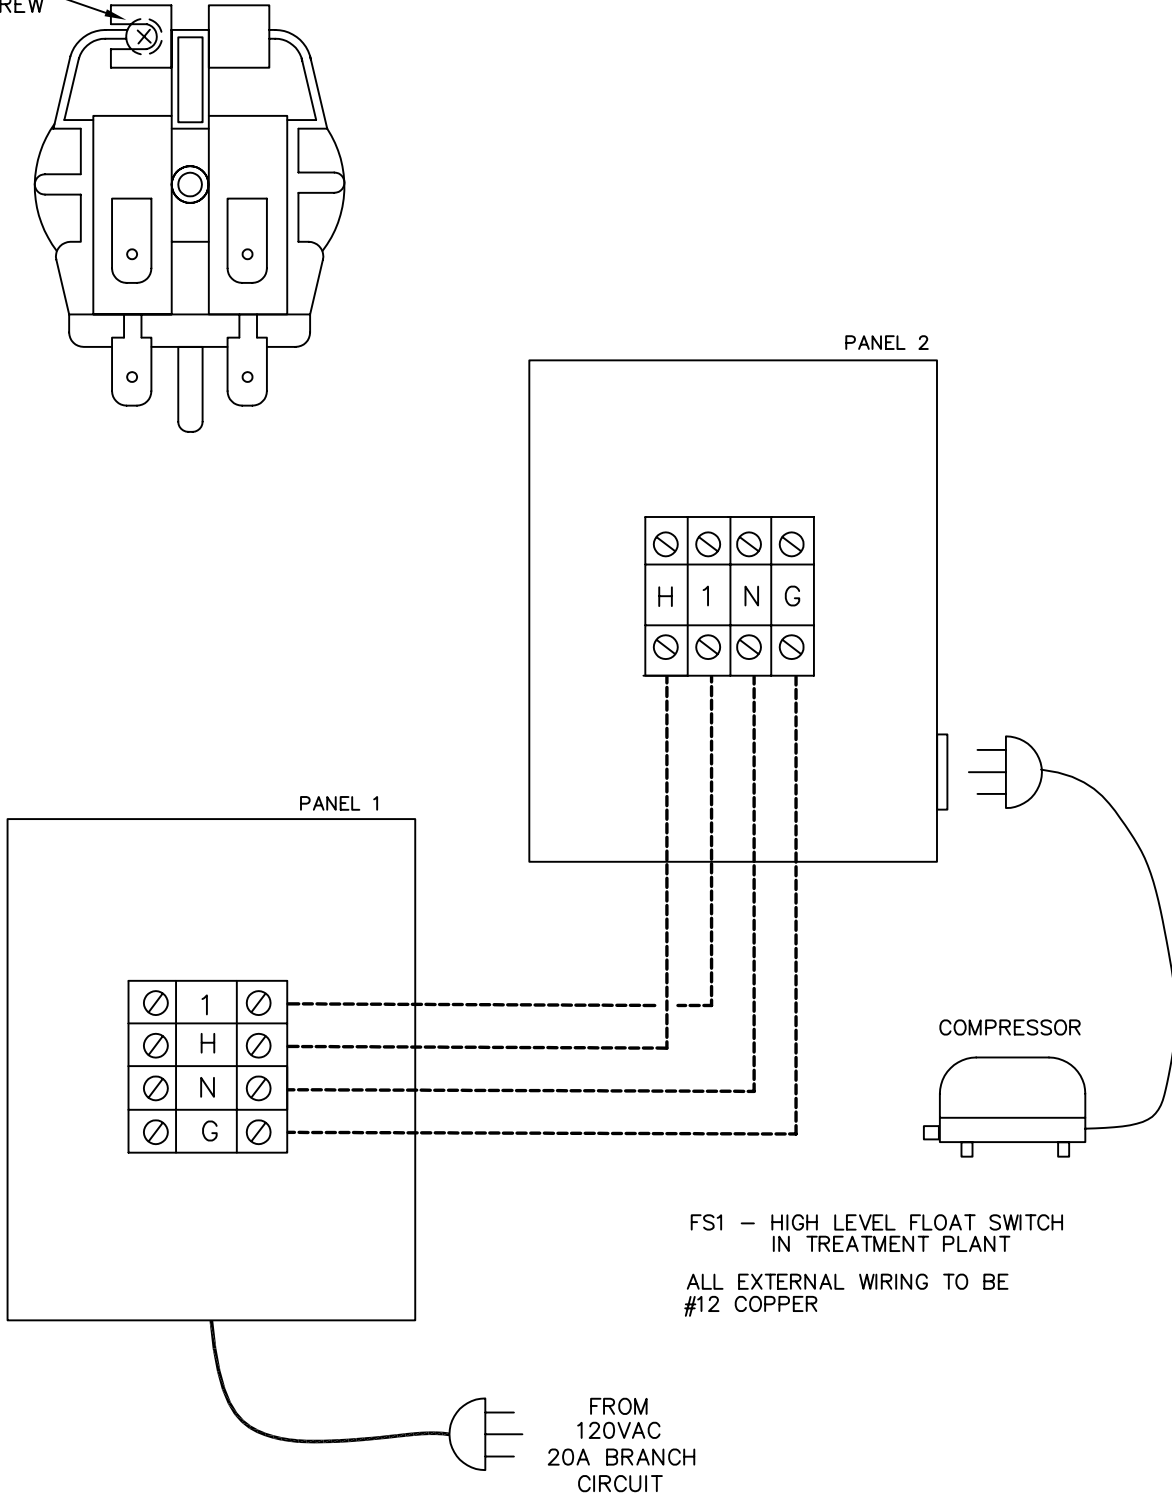 PANEL 2
H 1 N G
PANEL 1
1
H
N
G
COMPRESSOR
FS1 – HIGH LEVEL FLOAT SWITCH
IN TREATMENT PLANT
ALL EXTERNAL WIRING TO BE
#12 COPPER
FROM
120VAC
20A BRANCH
CIRCUIT